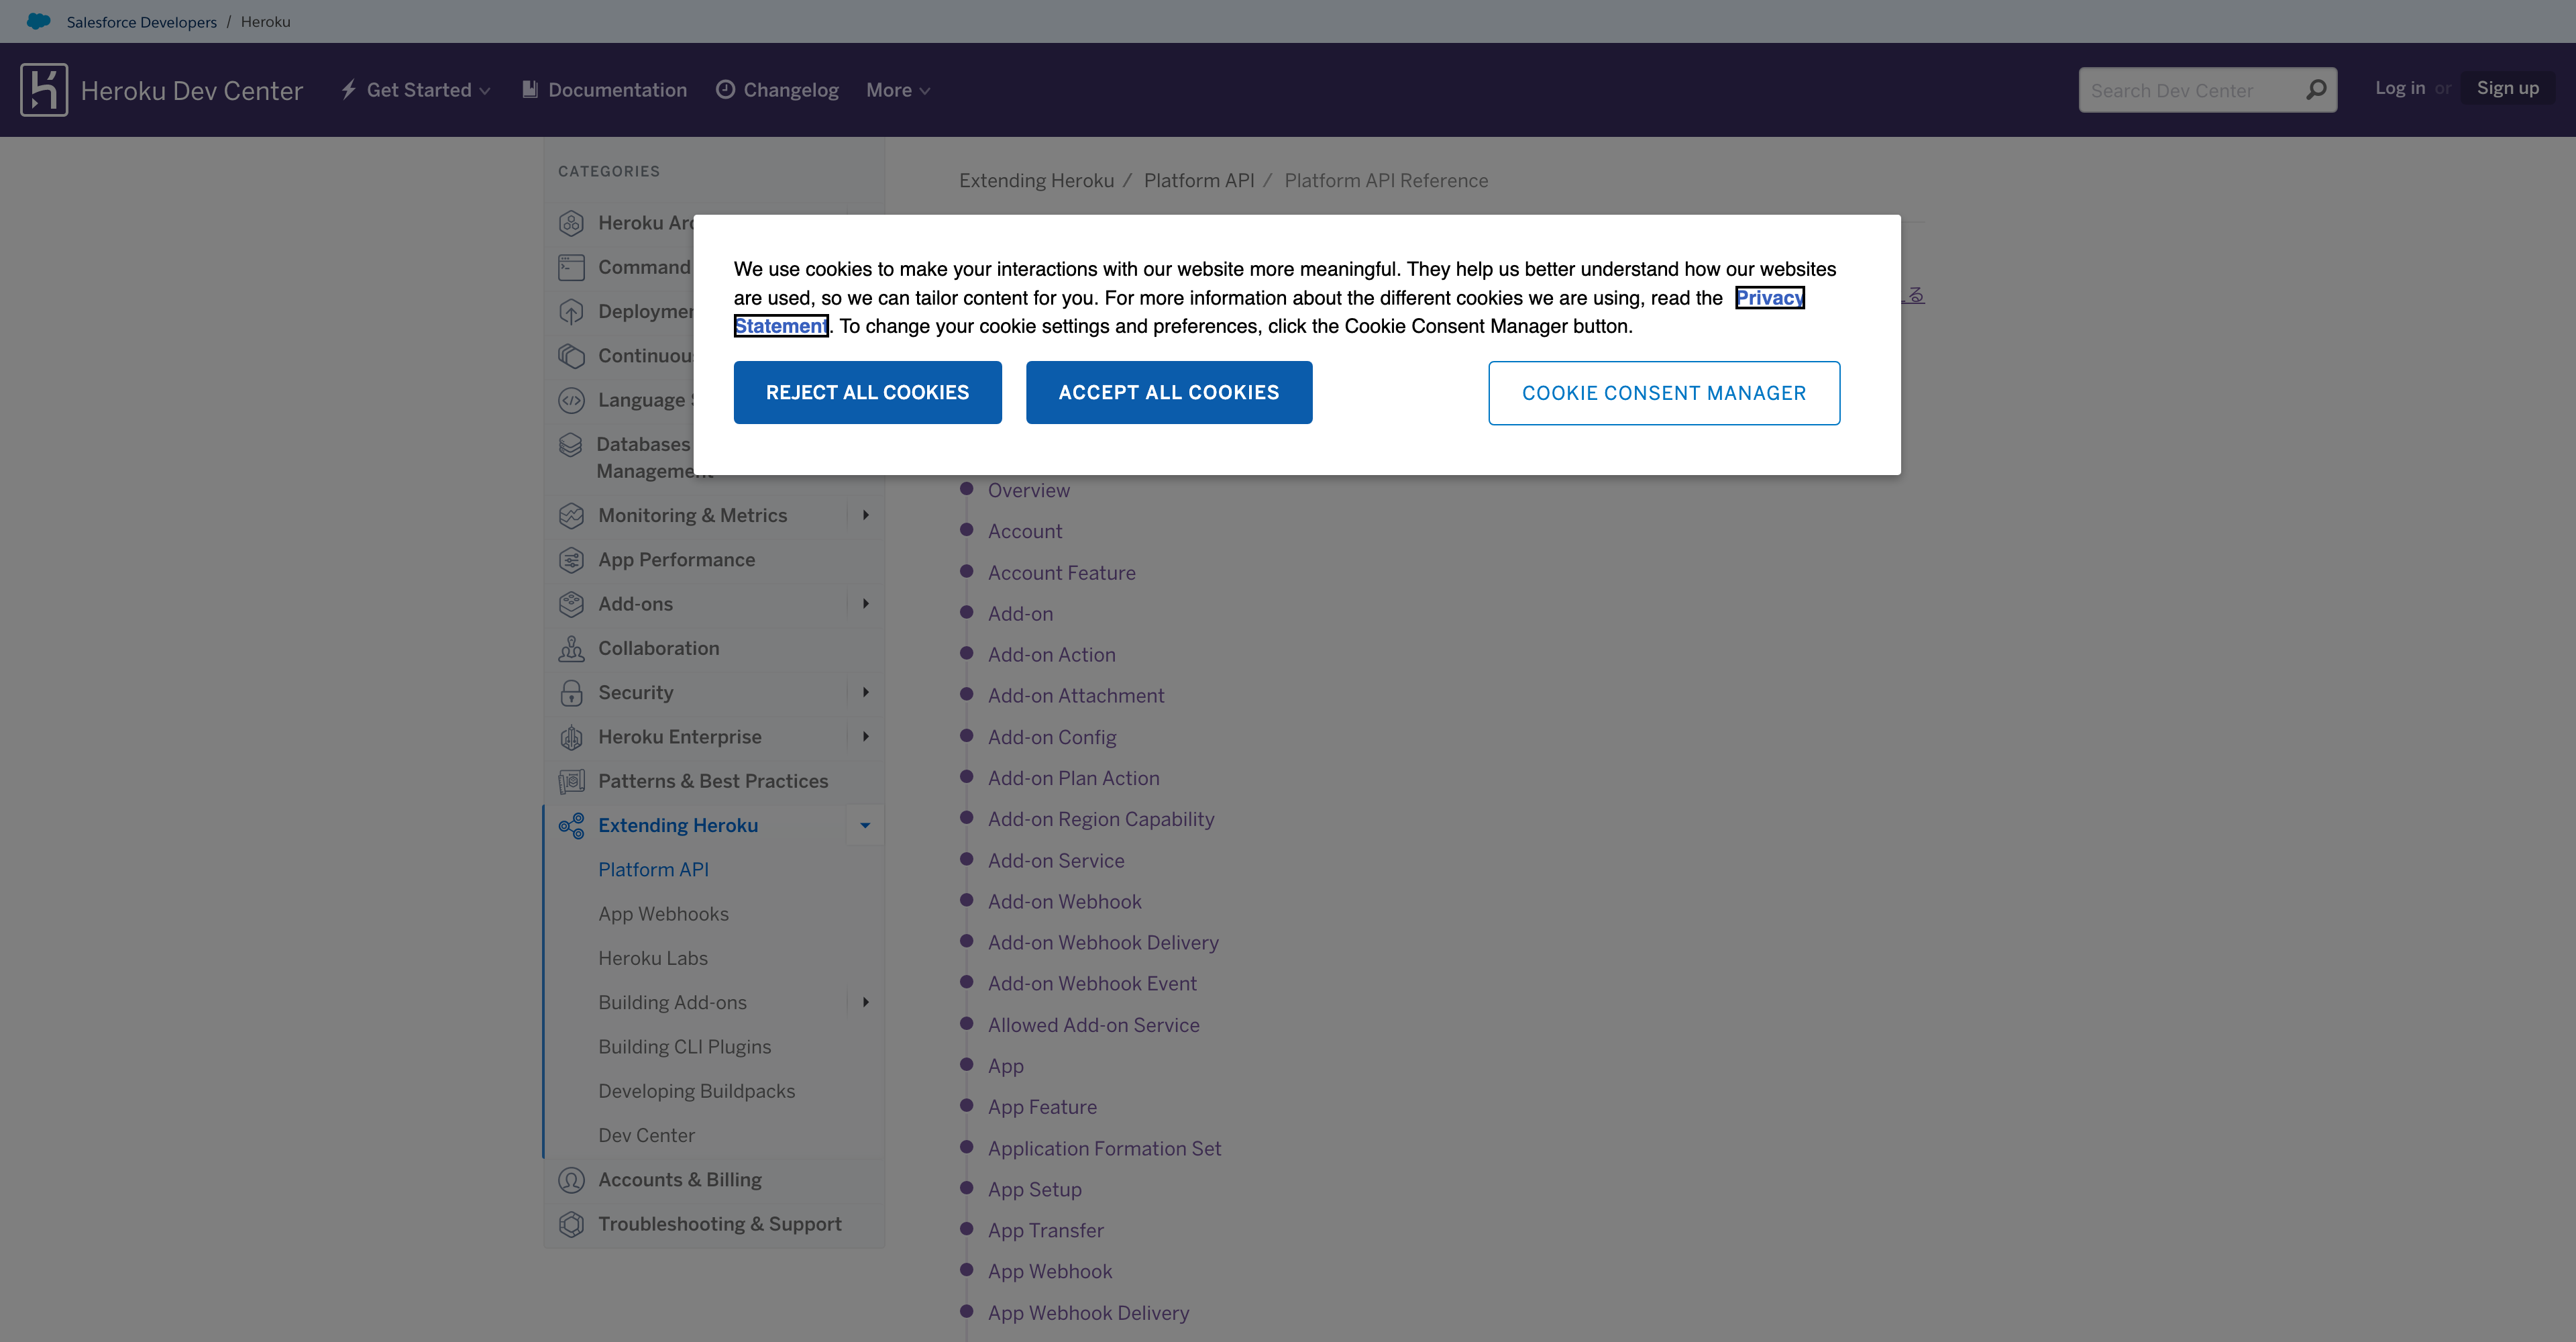 Salesforce Developers / Heroku
Heroku Dev Center
Get Started
Documentation
Changelog
More
Search Dev Center
Log in or Sign up
CATEGORIES
Heroku Arc
Command
Deployme
Continuou
Language
Databases
Manageme
Monitoring & Metrics
App Performance
Add-ons
Collaboration
Security
Heroku Enterprise
Patterns & Best Practices
Extending Heroku
Platform API
App Webhooks
Heroku Labs
Building Add-ons
Building CLI Plugins
Developing Buildpacks
Dev Center
Accounts & Billing
Troubleshooting & Support
Extending Heroku / Platform API / Platform API Reference
る
We use cookies to make your interactions with our website more meaningful. They help us better understand how our websites
are used, so we can tailor content for you. For more information about the different cookies we are using, read the Privacy
Statement. To change your cookie settings and preferences, click the Cookie Consent Manager button.
REJECT ALL COOKIES
ACCEPT ALL COOKIES
COOKIE CONSENT MANAGER
Overview
Account
Account Feature
Add-on
Add-on Action
Add-on Attachment
Add-on Config
Add-on Plan Action
Add-on Region Capability
Add-on Service
Add-on Webhook
Add-on Webhook Delivery
Add-on Webhook Event
Allowed Add-on Service
App
App Feature
Application Formation Set
App Setup
App Transfer
App Webhook
App Webhook Delivery